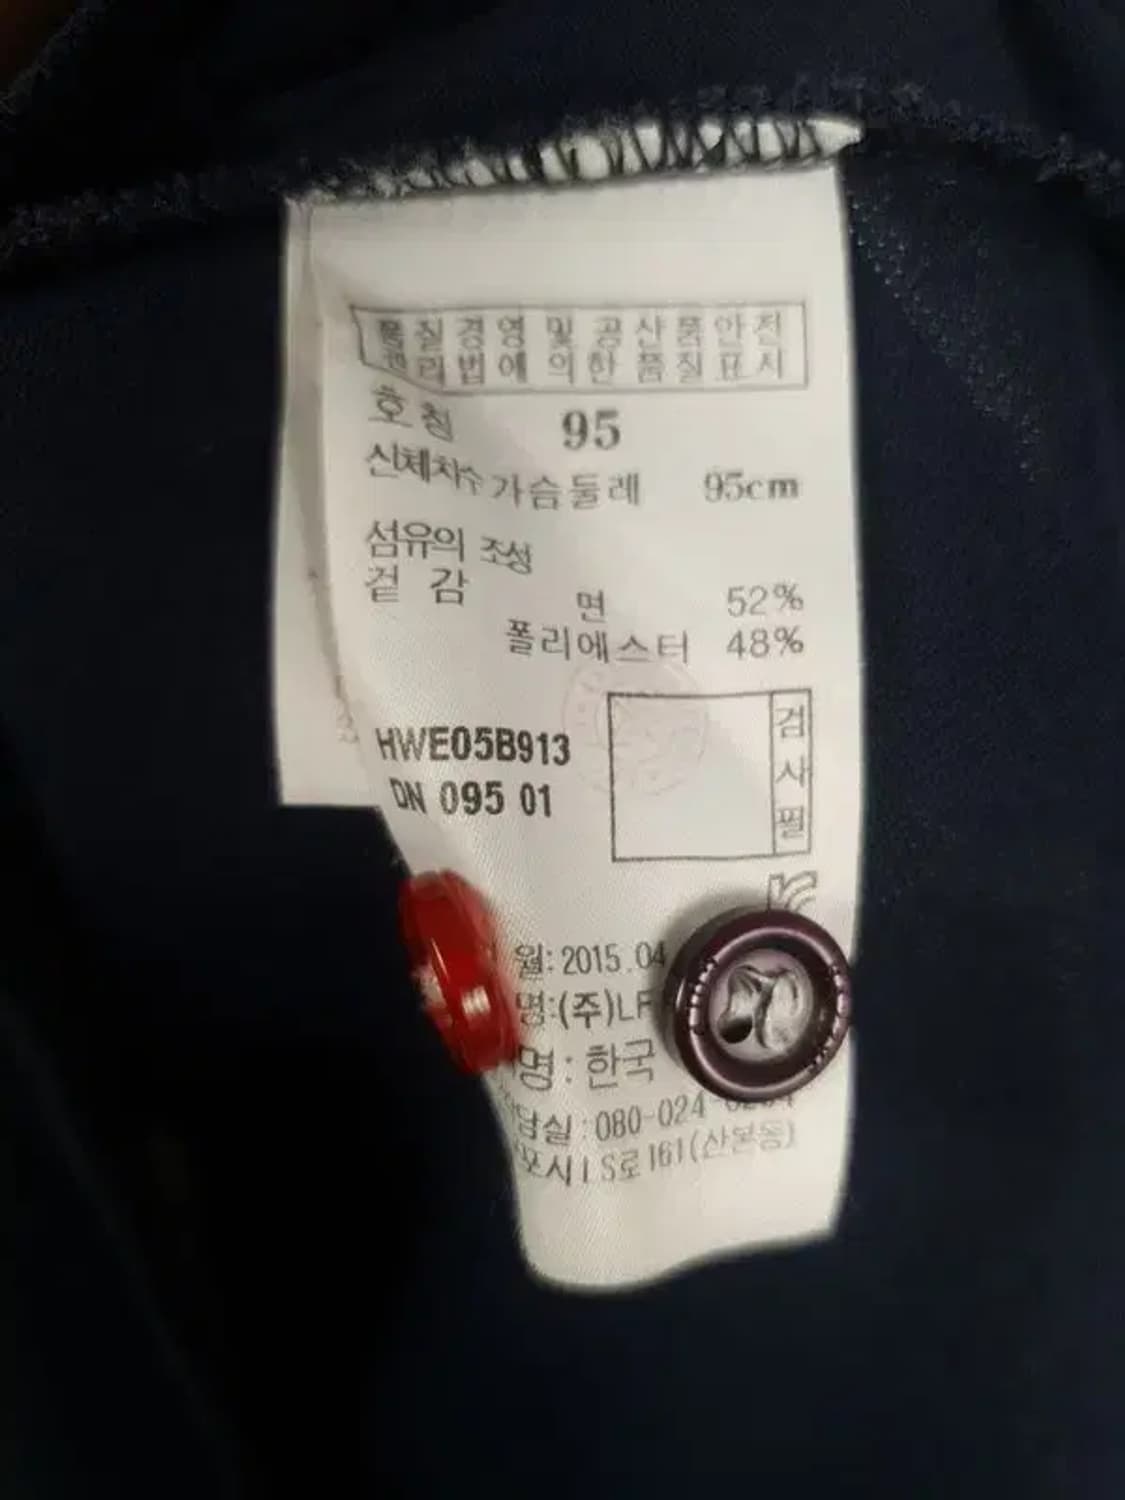 품질경영 및 공산품안전
관리법에 의한 품질표시
호칭 95
신체치수 가슴둘레 95cm
섬유의 조성
겉 감
면 52%
폴리에스터 48%
HWE05B913
DN 095 01
검사필
월:2015.04
명:(주)LF
명:한국
담실:080-024-
포시LS로161(산본동)